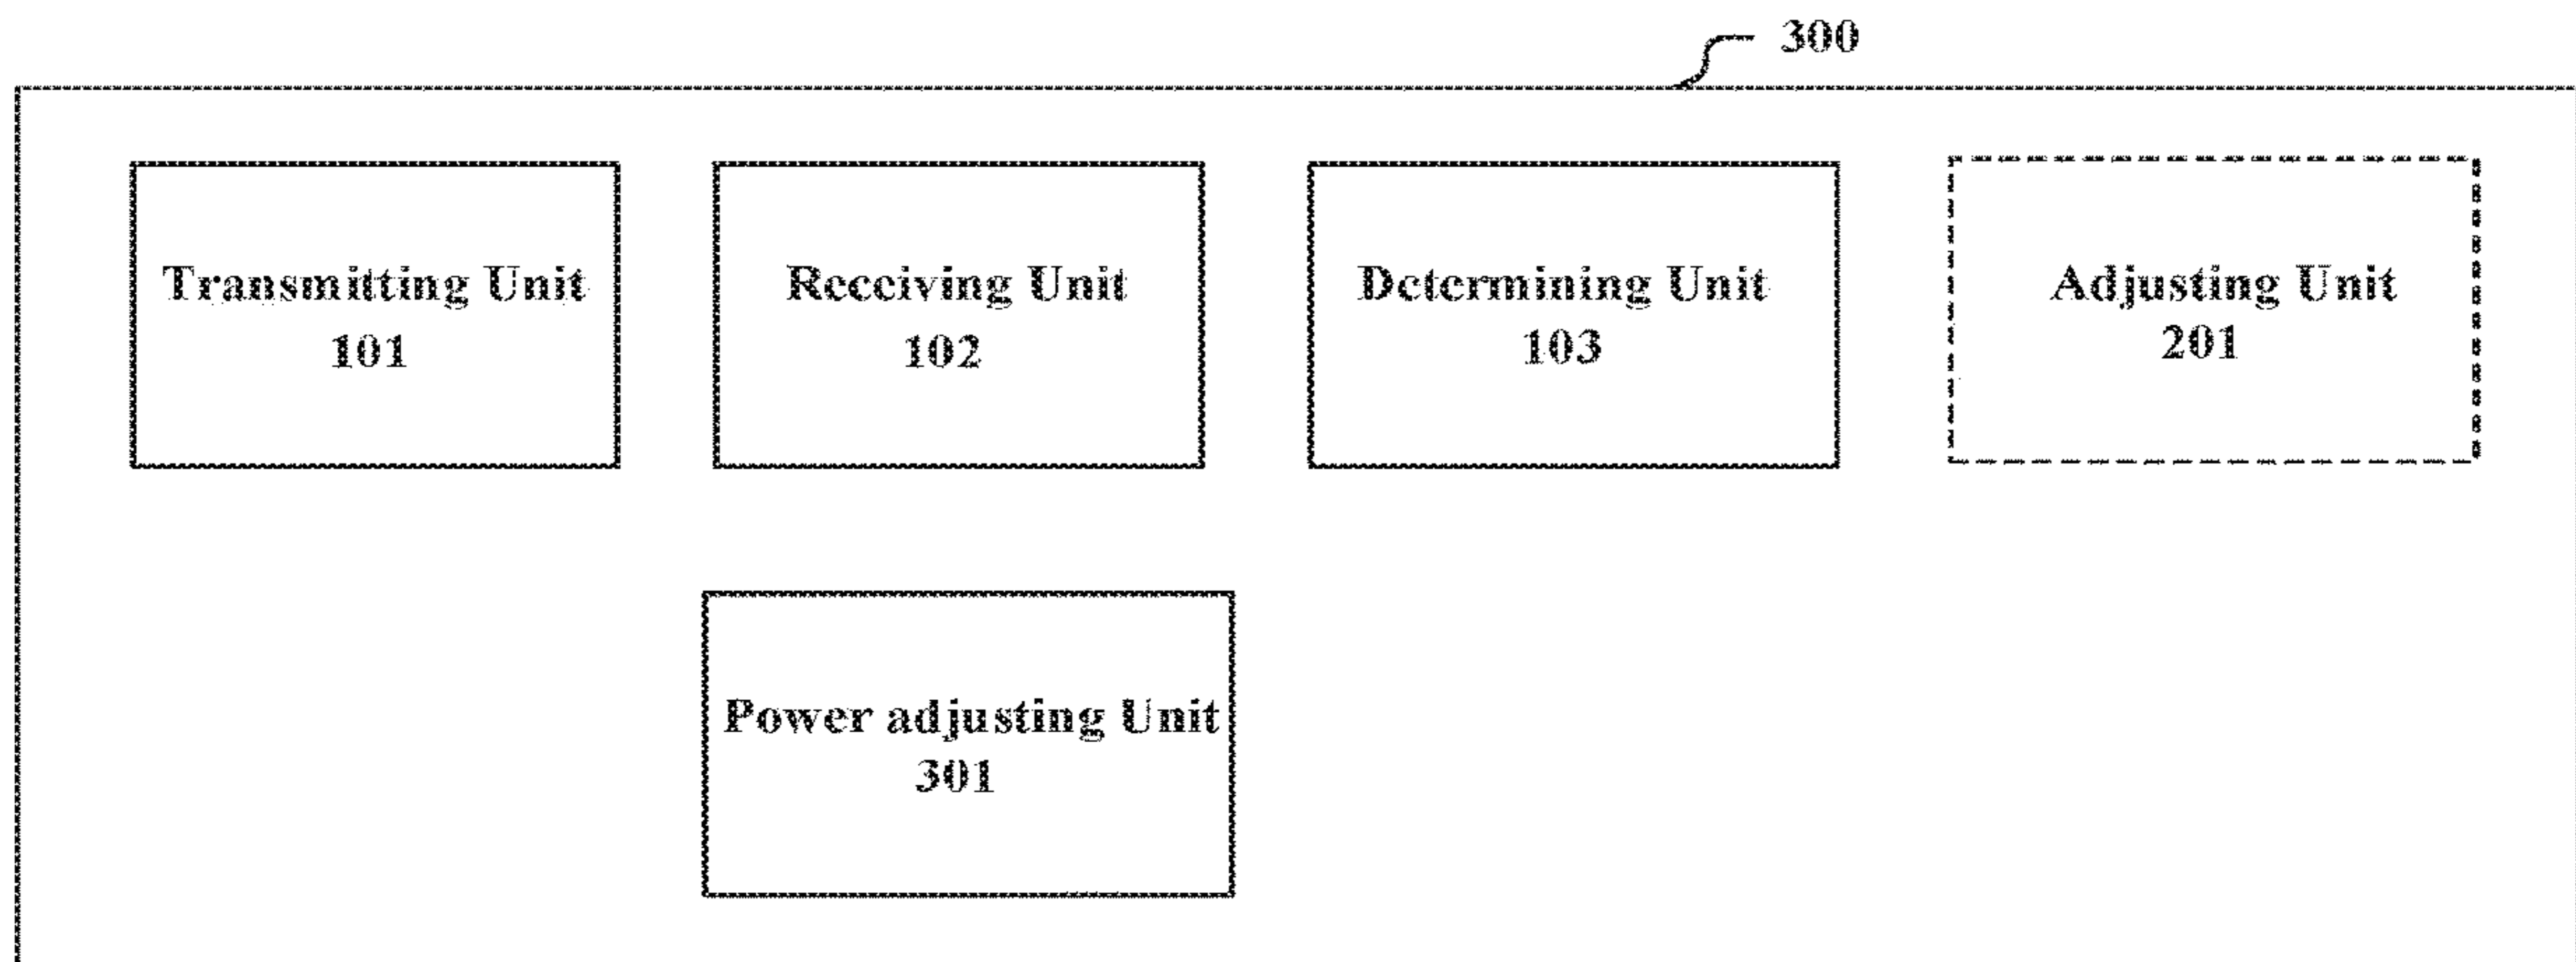 300
Transmitting Unit
101
Receiving Unit
102
Determining Unit
103
Adjusting Unit
201
Power adjusting Unit
301